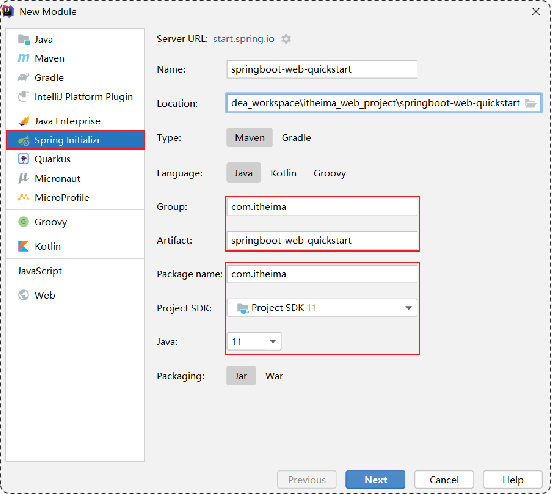 New Module
Java
Maven
Gradle
IntelliJ Platform Plugin
Java Enterprise
Spring Initializr
Quarkus
Micronaut
MicroProfile
Groovy
Kotlin
JavaScript
Web
Server URL: start.spring.io
Name: springboot-web-quickstart
Location: dea_workspace\itheima_web_project\springboot-web-quickstart
Type: Maven Gradle
Language: Java Kotlin Groovy
Group: com.itheima
Artifact: springboot-web-quickstart
Package name: com.itheima
Project SDK: Project SDK 11
Java: 11
Packaging: Jar War
Previous Next Cancel Help